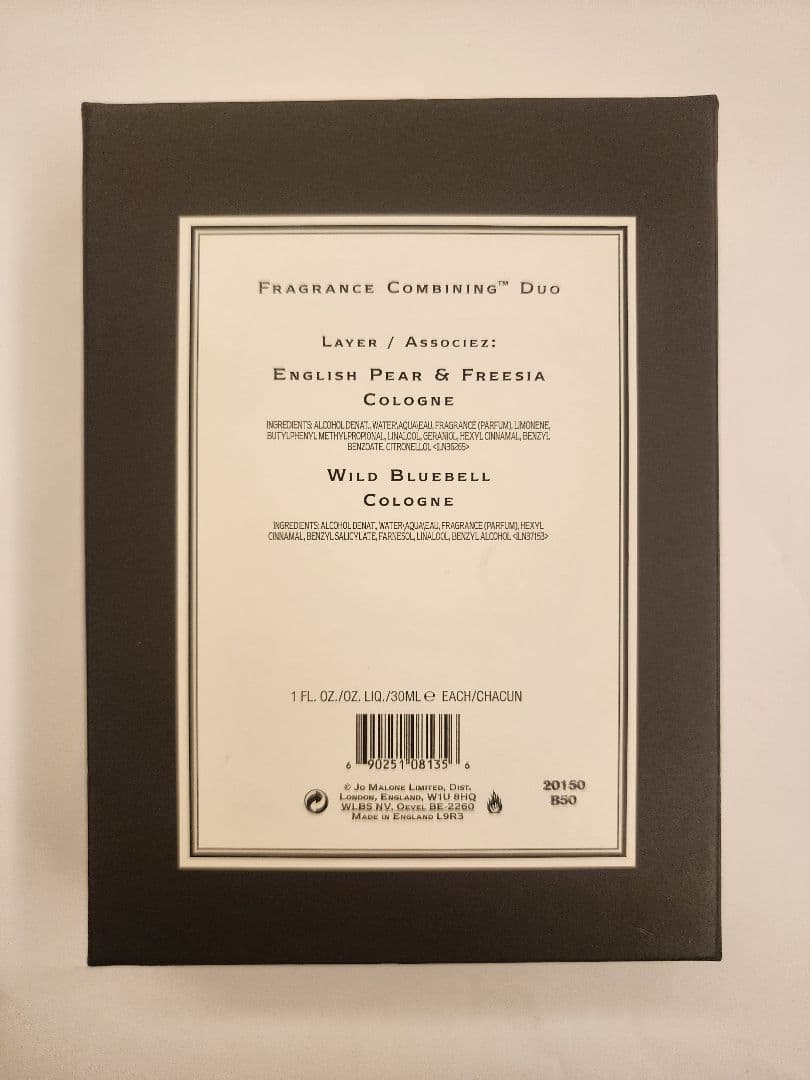 FRAGRANCE COMBINING™ DUO
LAYER / ASSOCIEZ:
ENGLISH PEAR & FREESIA
COLOGNE
INGREDIENTS: ALCOHOL DENAT., WATER\AQUA\EAU, FRAGRANCE (PARFUM), LIMONENE,
BUTYLPHENYL METHYLPROPIONAL, LINALOOL, GERANIOL, HEXYL CINNAMAL, BENZYL
BENZOATE, CITRONELLOL <ILN36265>
WILD BLUEBELL
COLOGNE
INGREDIENTS: ALCOHOL DENAT., WATER\AQUA\EAU, FRAGRANCE (PARFUM), HEXYL
CINNAMAL, BENZYL SALICYLATE, FARNESOL, LINALOOL, BENZYL ALCOHOL <ILN37153>
1 FL. OZ./OZ. LIQ./30ML ℮ EACH/CHACUN
6 90251 08135 6
© JO MALONE LIMITED, DIST.
LONDON, ENGLAND, W1U 8HQ
WLBS NV, OEVEL BE-2260
MADE IN ENGLAND L9R3
20150
B50